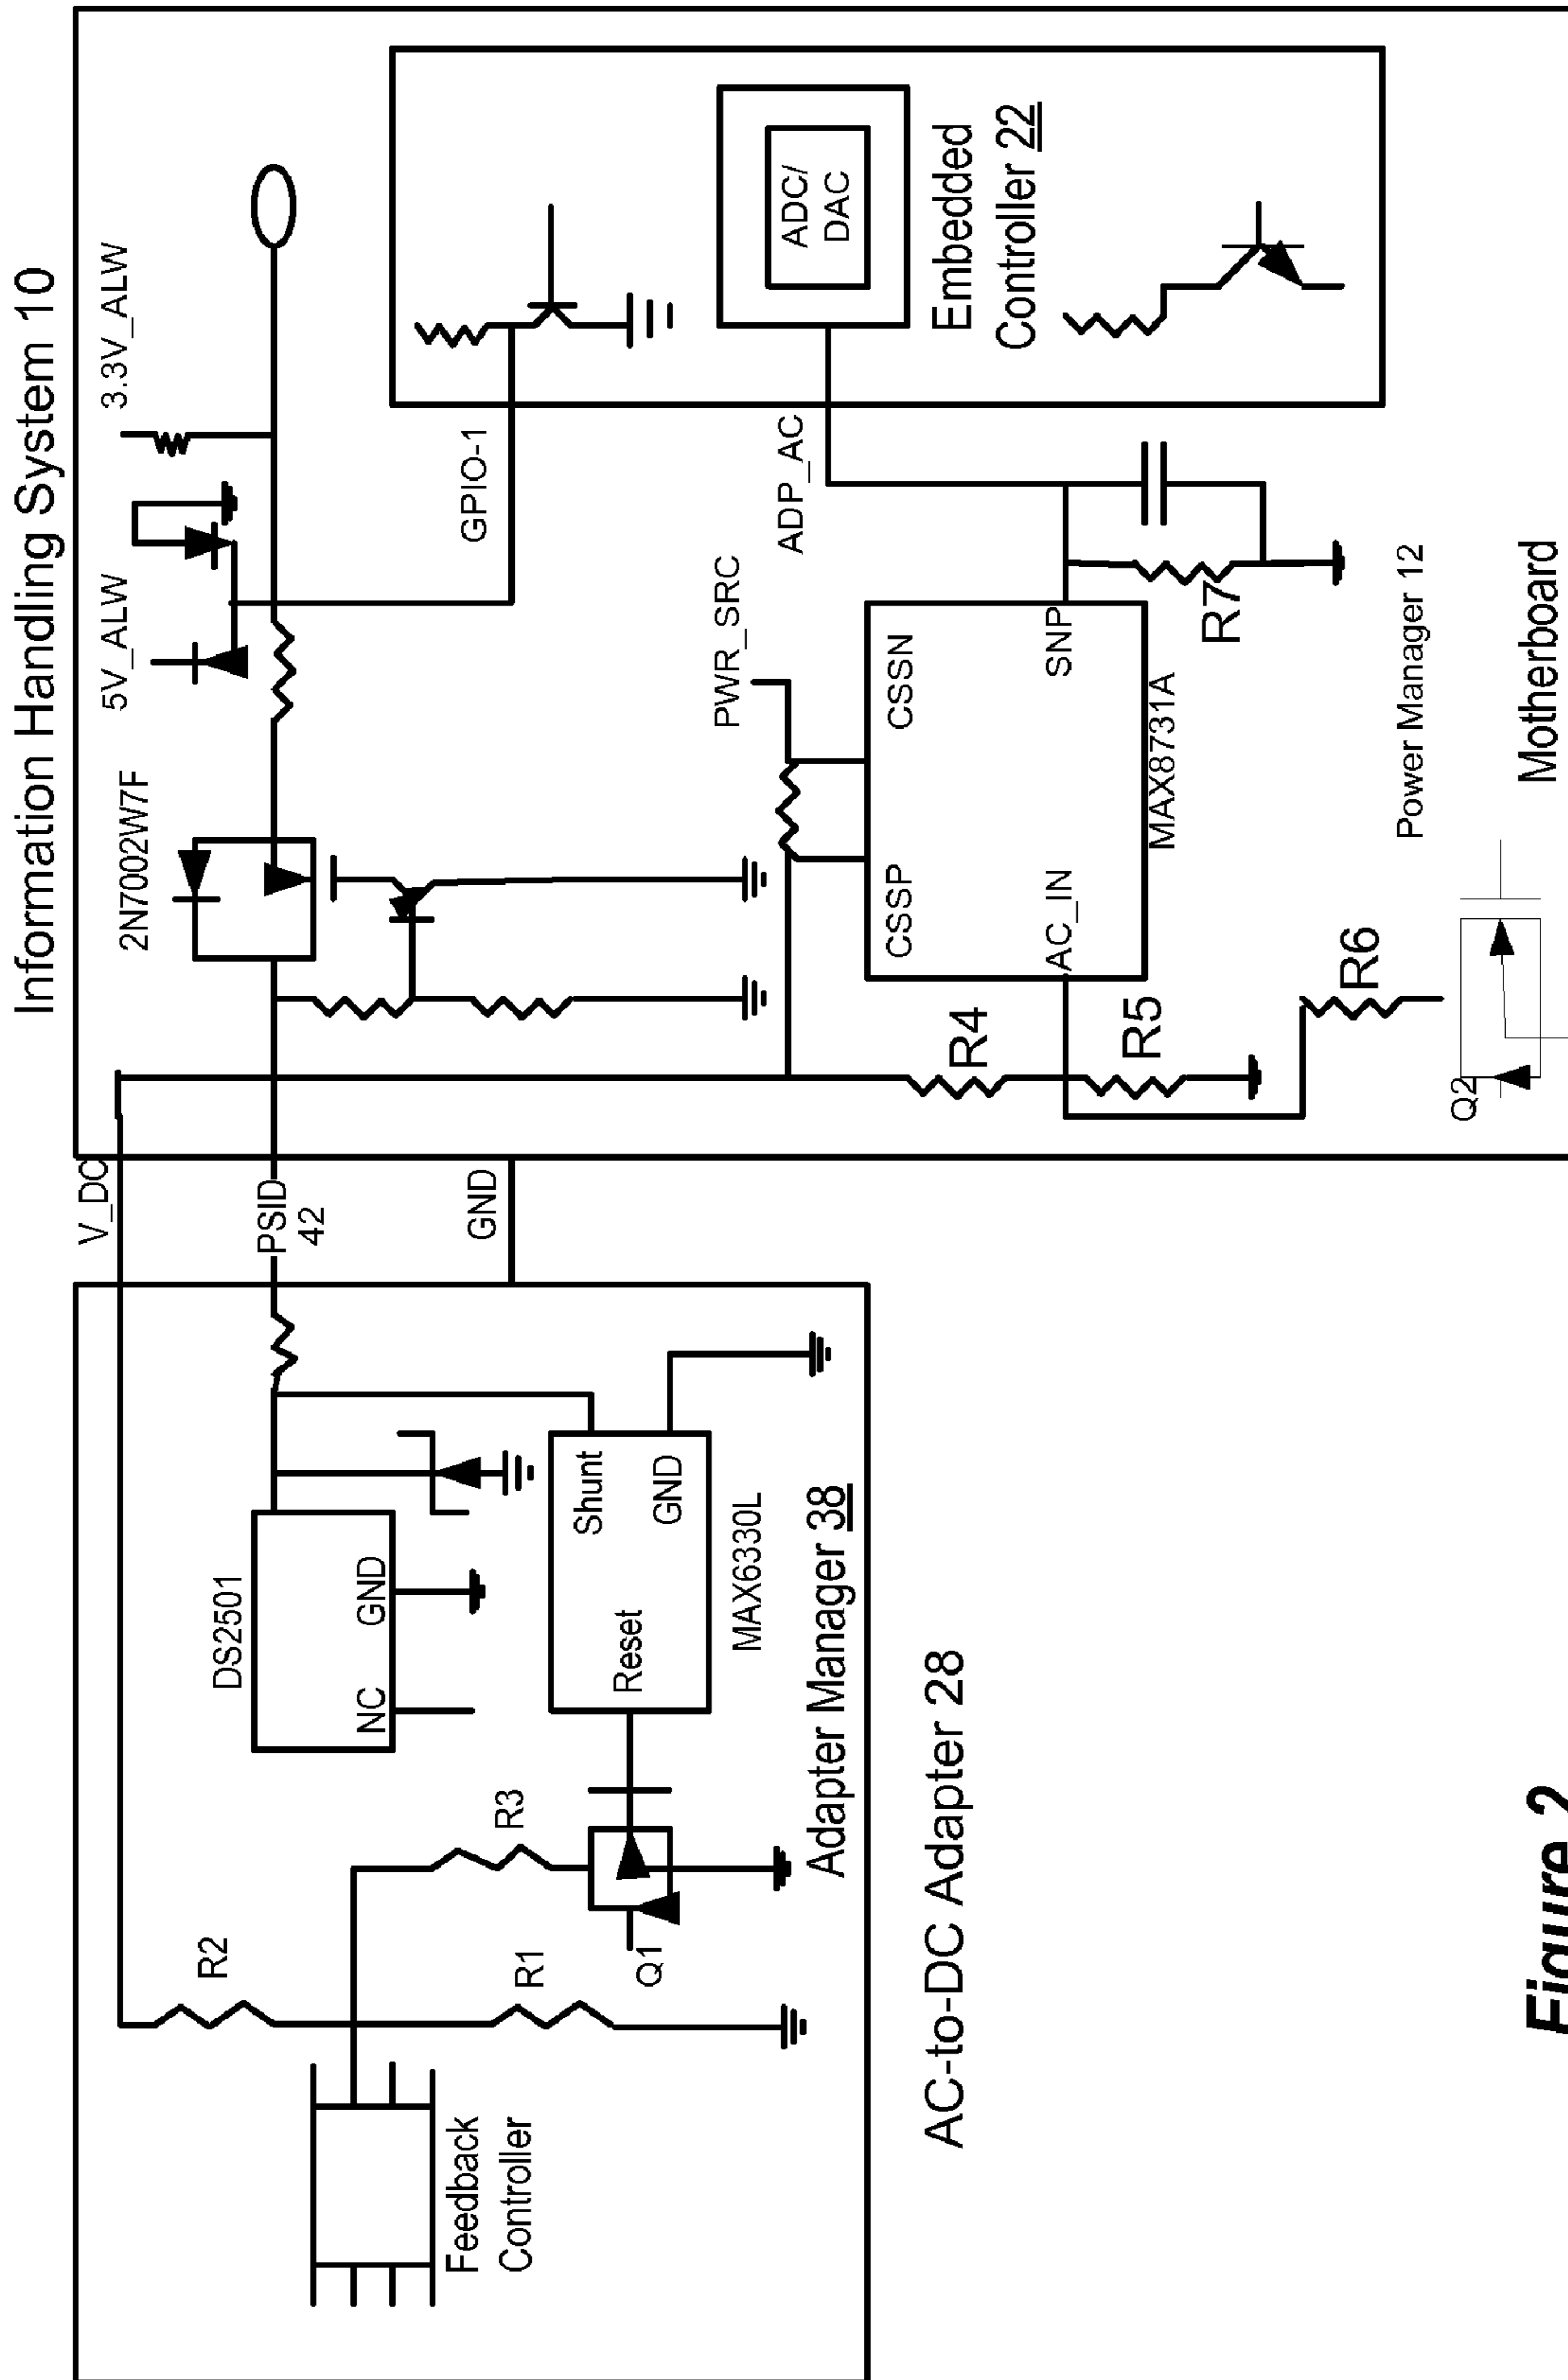 Information Handling System 10
V_DC
PSID
42
GND
2N7002W7F
5V_ALW
3.3V_ALW
GPIO-1
PWR_SRC
ADP_AC
ADC/
DAC
Embedded
Controller 22
CSSP
CSSN
AC_IN
SNP
MAX8731A
R4
R5
R6
R7
Power Manager 12
Q2
Motherboard
R2
R1
R3
Q1
Feedback
Controller
DS2501
NC
GND
Reset
Shunt
GND
MAX6330L
Adapter Manager 38
AC-to-DC Adapter 28
Figure 2